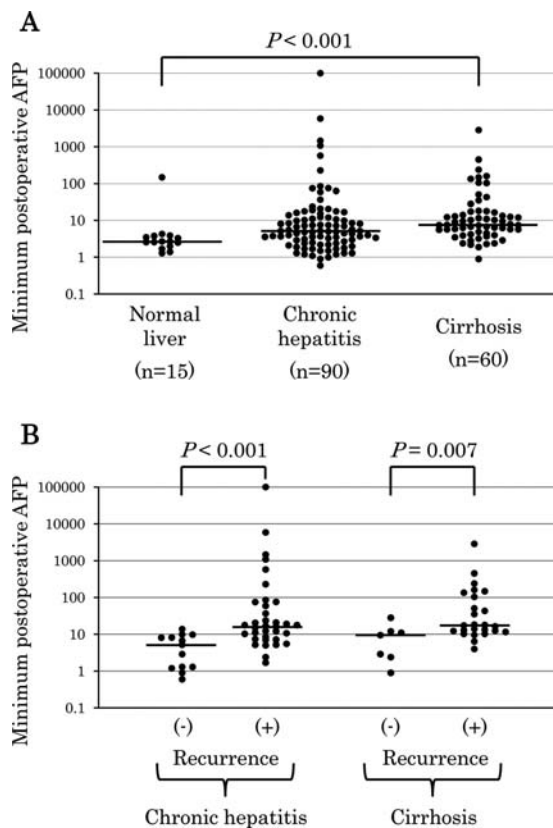 A
P < 0.001
Minimum postoperative AFP
100000
10000
1000
100
10
1
0.1
Normal liver (n=15)
Chronic hepatitis (n=90)
Cirrhosis (n=60)
B
P < 0.001
P = 0.007
Minimum postoperative AFP
100000
10000
1000
100
10
1
0.1
(-) (+) (-) (+)
Recurrence Recurrence
Chronic hepatitis Cirrhosis